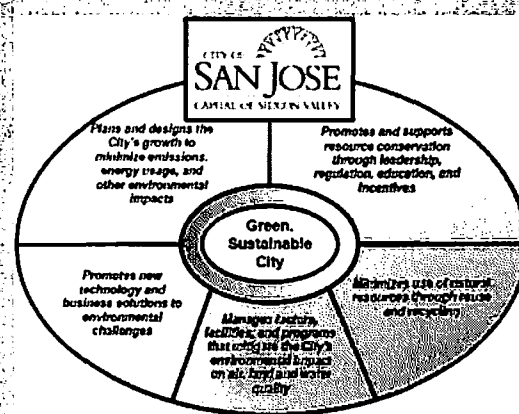 CITY OF
SAN JOSE
CAPITAL OF SILICON VALLEY
Plans and designs the
City's growth to
minimize emissions,
energy usage, and
other environmental
impacts
Promotes and supports
resource conservation
through leadership,
regulation, education, and
incentives
Green,
Sustainable
City
Promotes new
technology and
business solutions to
environmental
challenges
Manages
facilities, and programs
that mitigate the City's
environmental impact
on air, land and water
quality
Maximizes use of natural
resources through reuse
and recycling